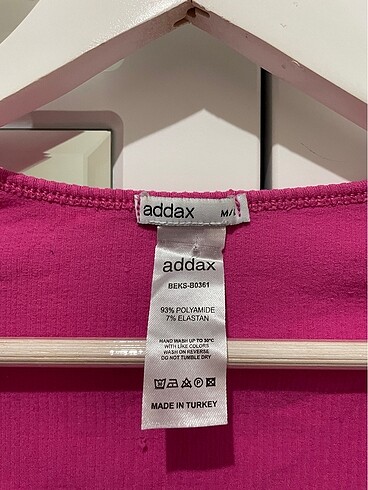 addax M/L
addax
BEKS-B0361
93% POLYAMIDE
7% ELASTAN
HAND WASH UP TO 30°C
WITH LIKE COLORS
WASH ON REVERSE
DO NOT TUMBLE DRY
MADE IN TURKEY